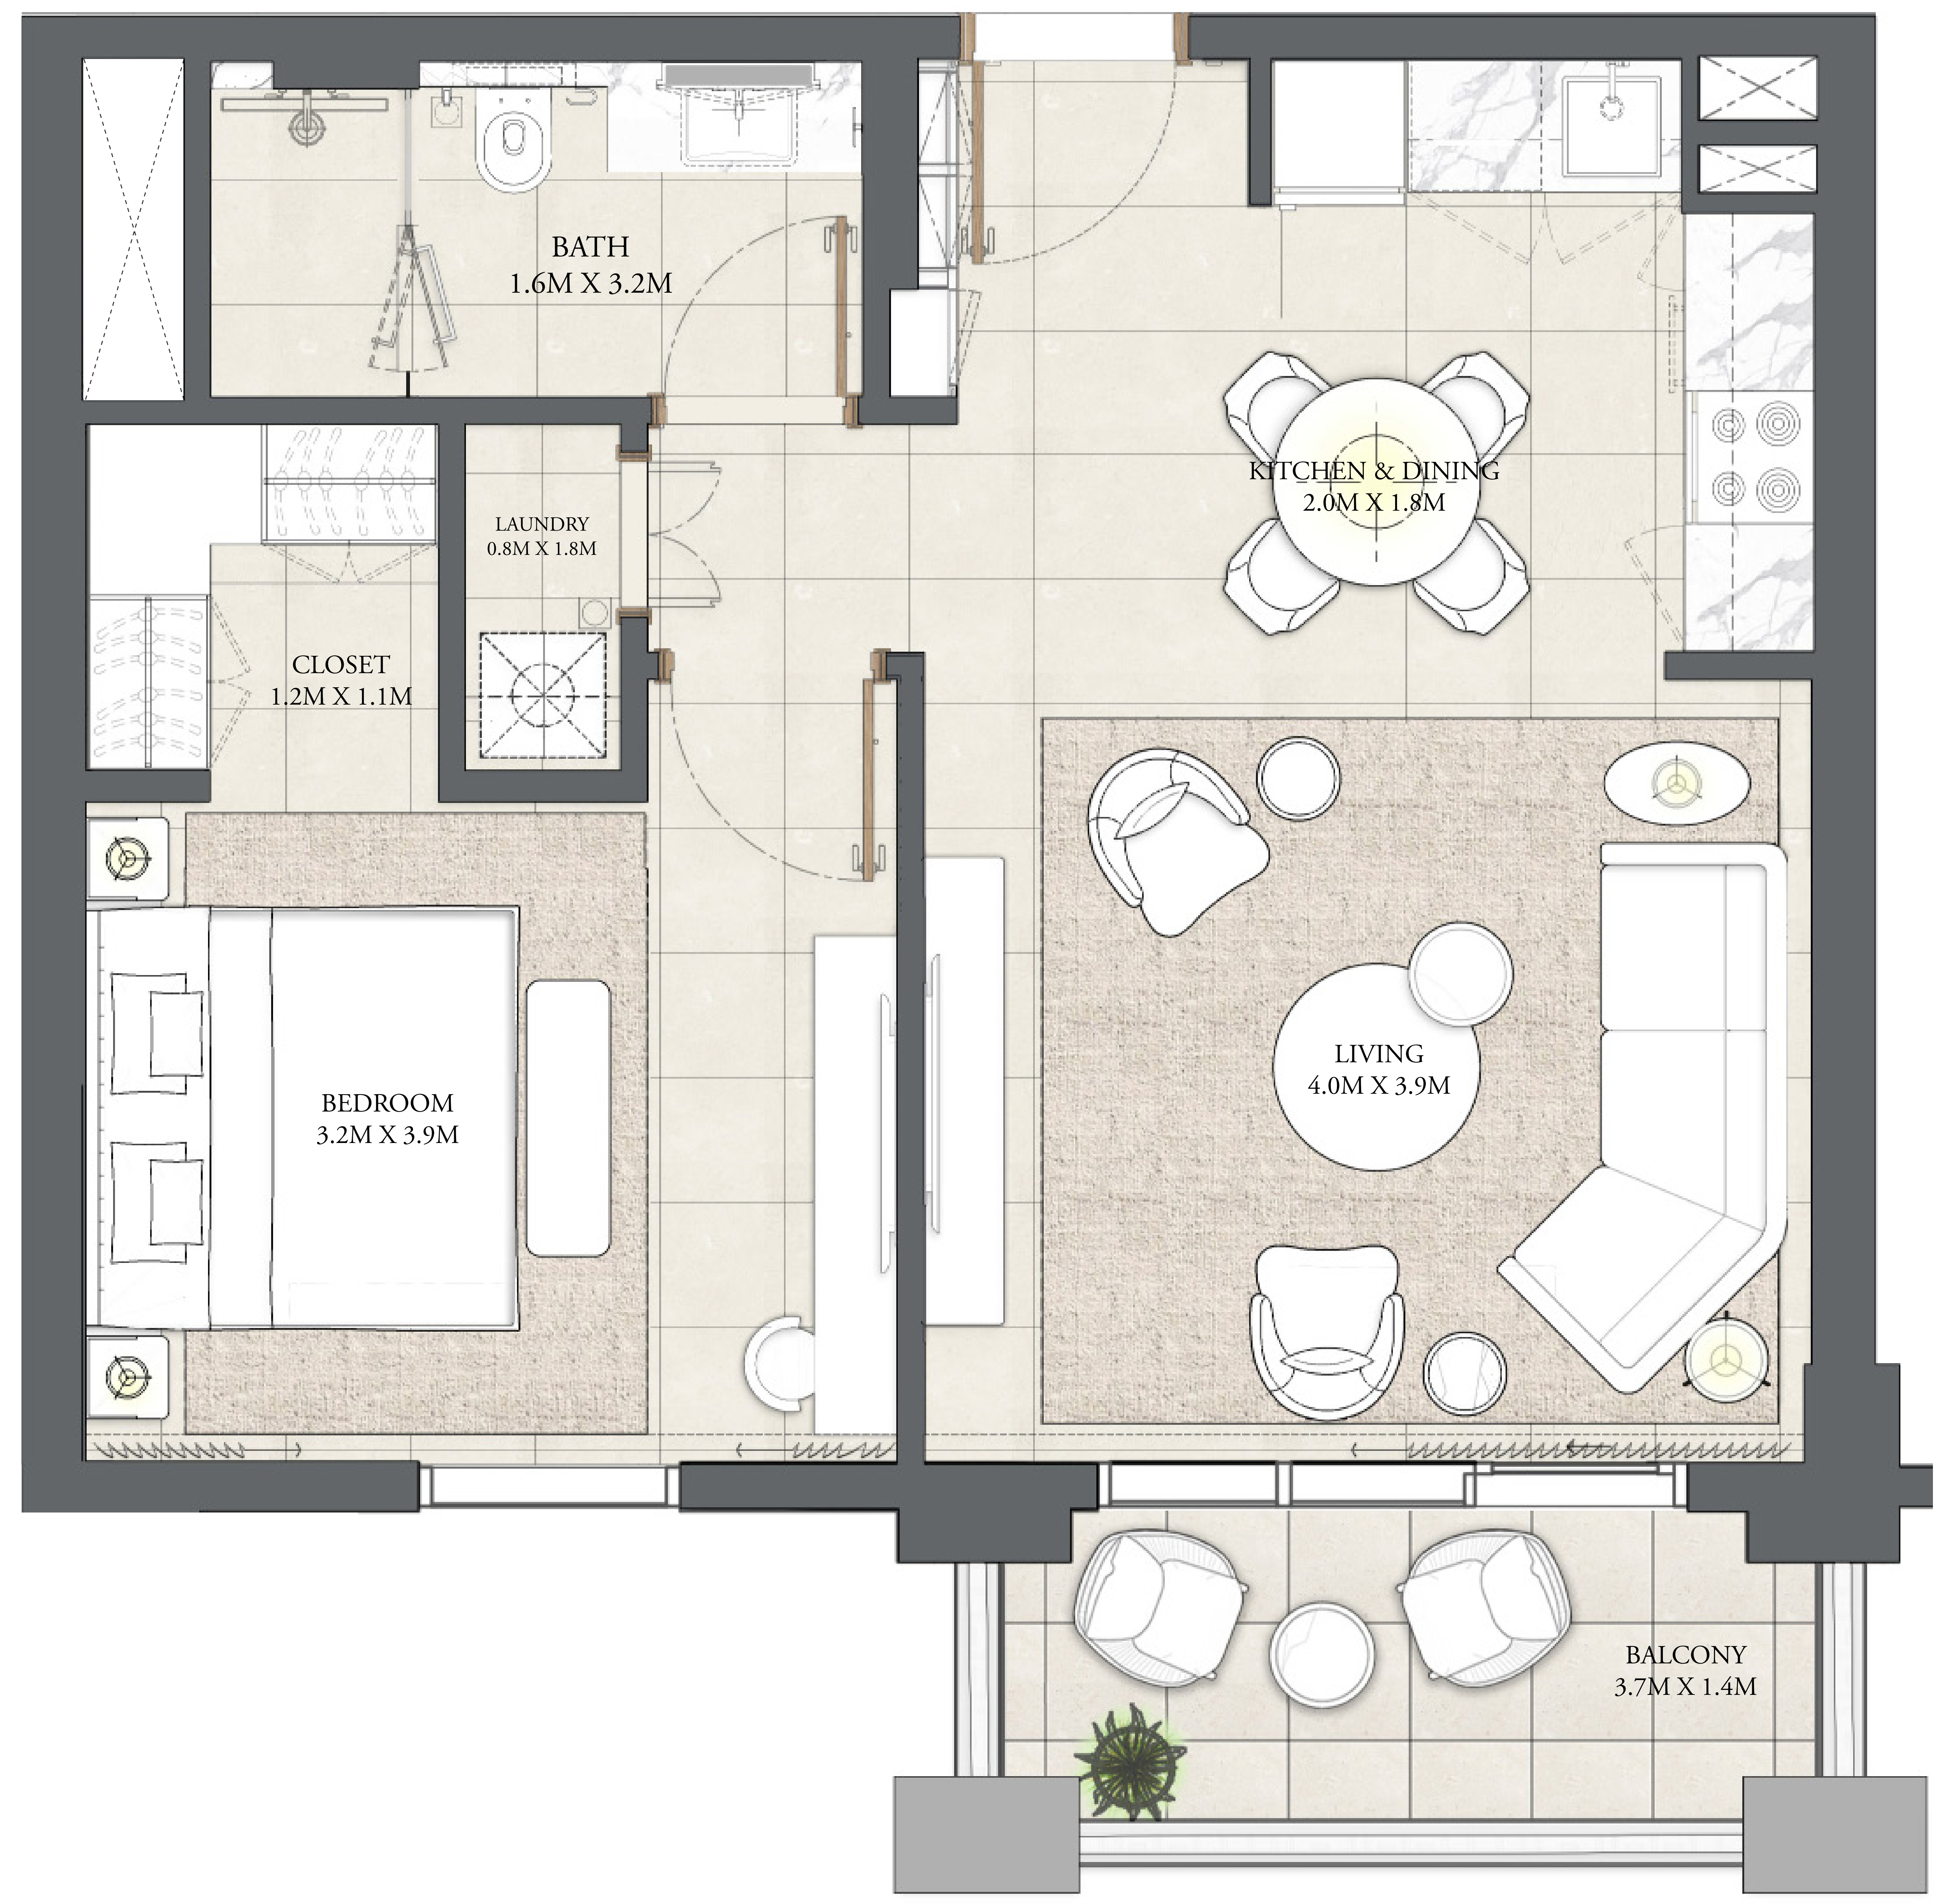 BATH
1.6M X 3.2M
KITCHEN & DINING
2.0M X 1.8M
LAUNDRY
0.8M X 1.8M
CLOSET
1.2M X 1.1M
LIVING
4.0M X 3.9M
BEDROOM
3.2M X 3.9M
BALCONY
3.7M X 1.4M